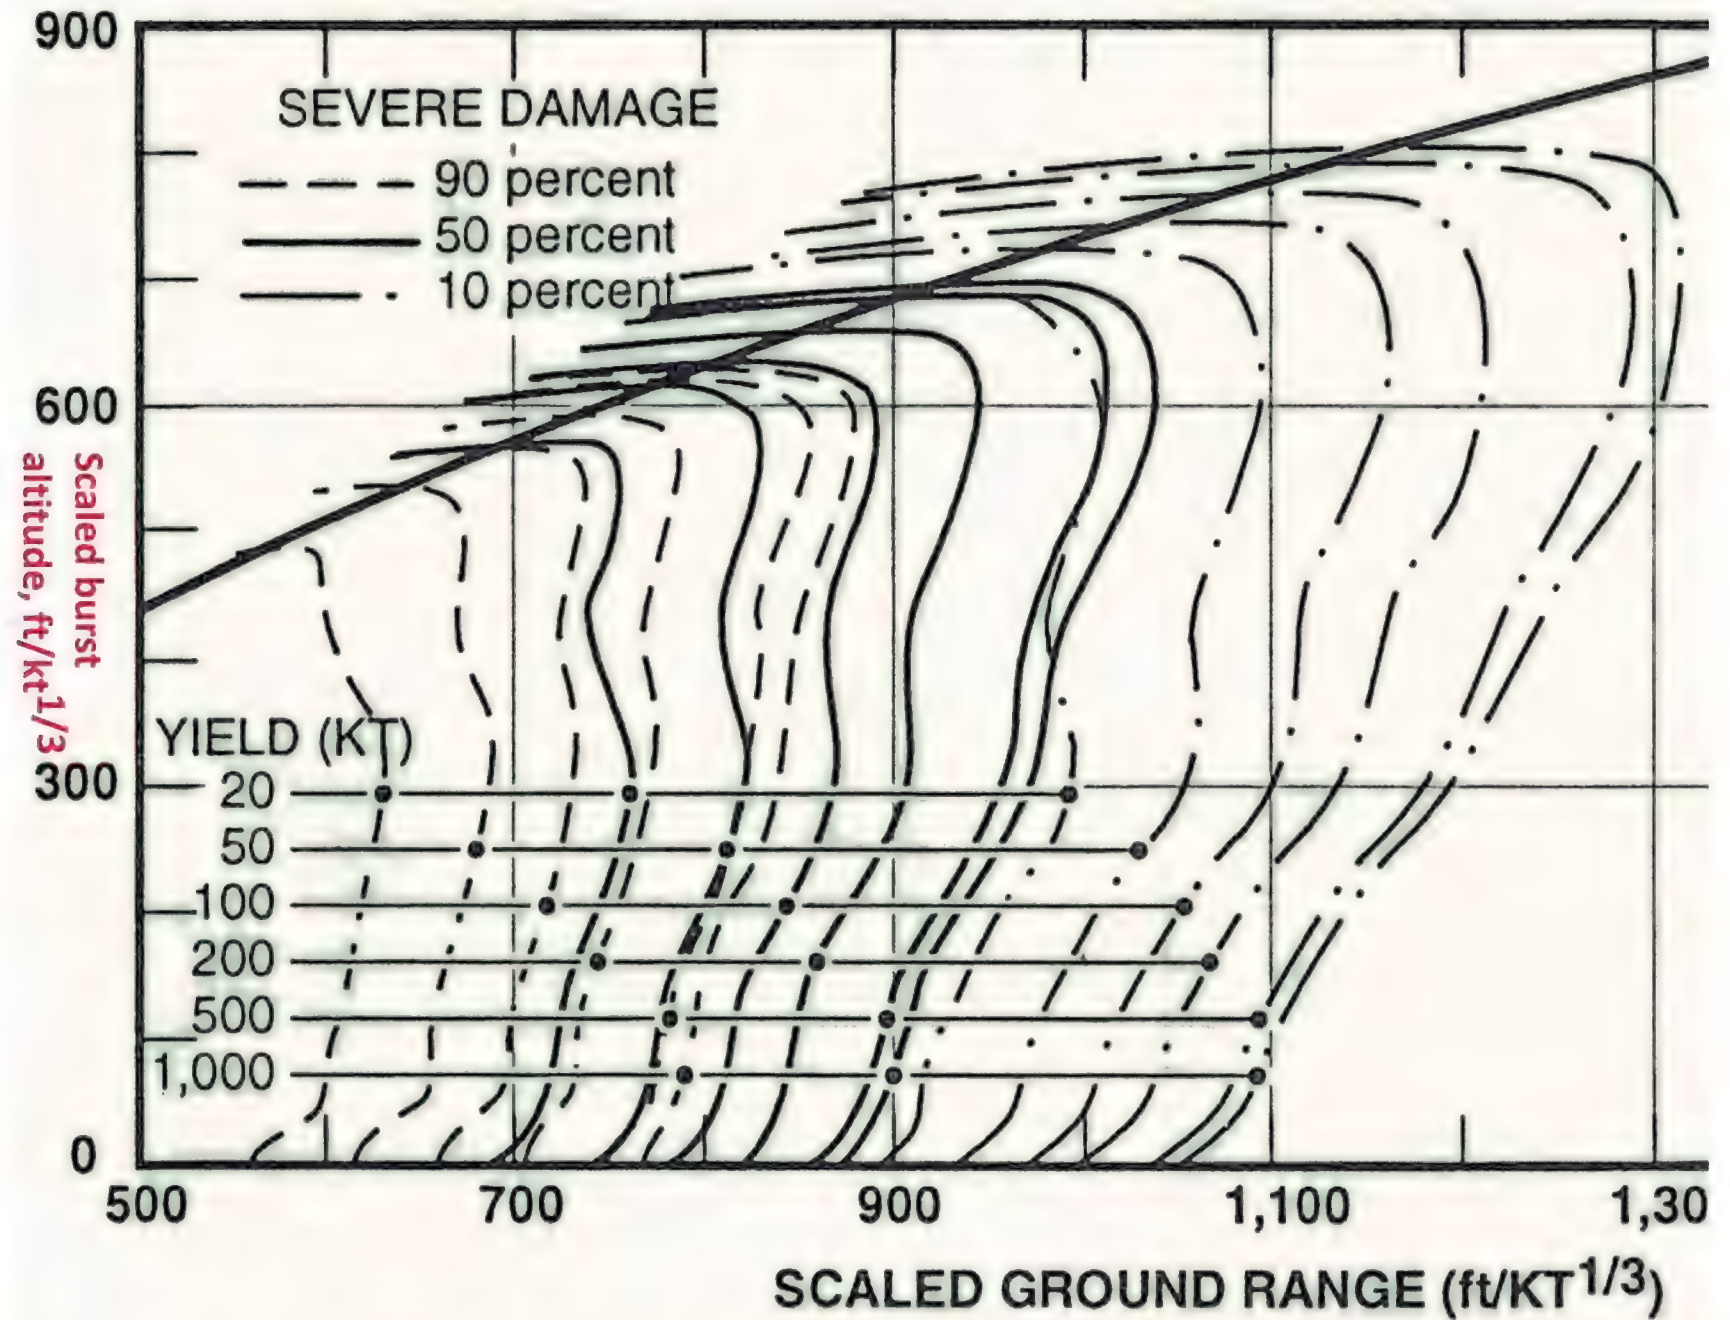 900
SEVERE DAMAGE
90 percent
50 percent
10 percent
600
Scaled burst
altitude, ft/kt1/3
YIELD (KT)
300
20
50
100
200
500
1,000
0
500 700 900 1,100 1,30
SCALED GROUND RANGE (ft/KT1/3)